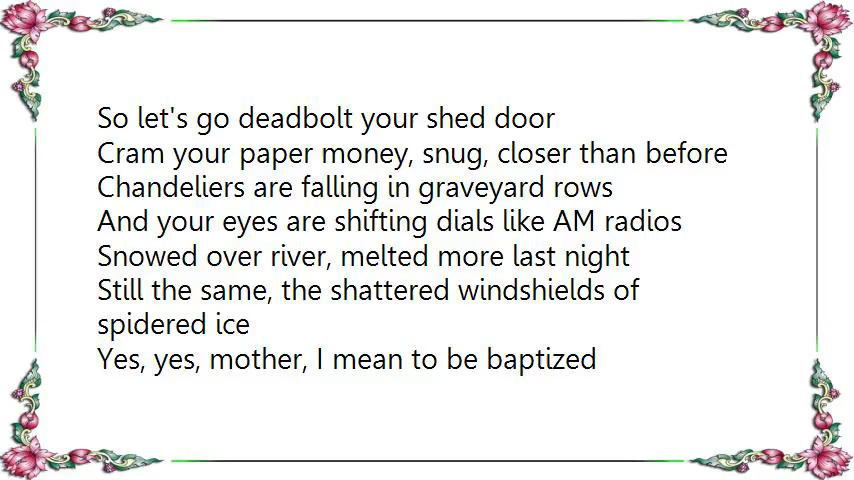 So let's go deadbolt your shed door
Cram your paper money, snug, closer than before
Chandeliers are falling in graveyard rows
And your eyes are shifting dials like AM radios
Snowed over river, melted more last night
Still the same, the shattered windshields of
spidered ice
Yes, yes, mother, I mean to be baptized